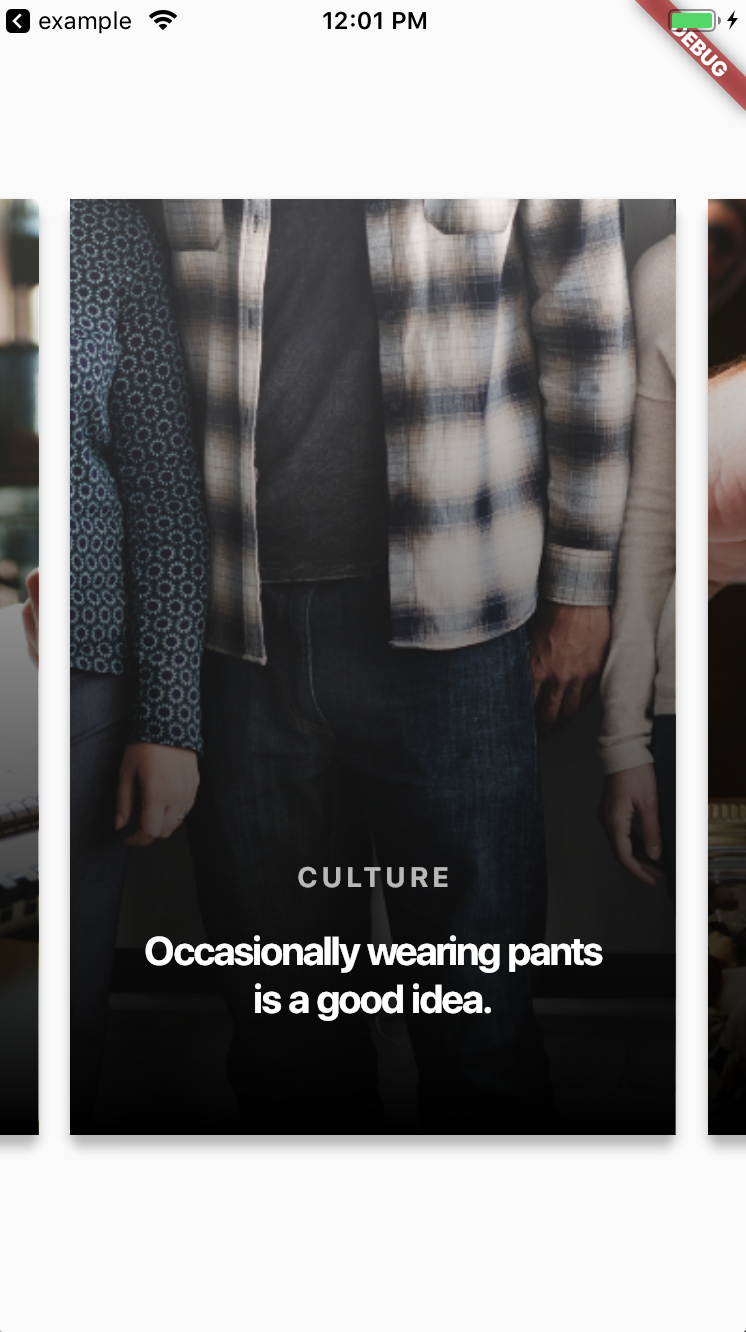 example
12:01 PM
DEBUG
CULTURE
Occasionally wearing pants
is a good idea.